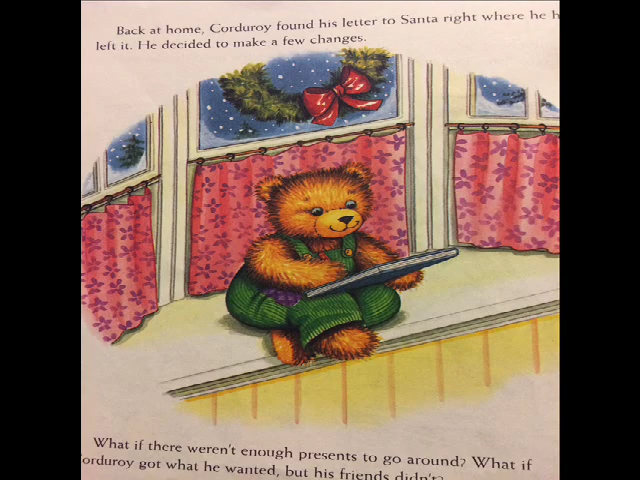 Back at home, Corduroy found his letter to Santa right where he
left it. He decided to make a few changes.
What if there weren't enough presents to go around? What if
Corduroy got what he wanted, but his friends didn't?